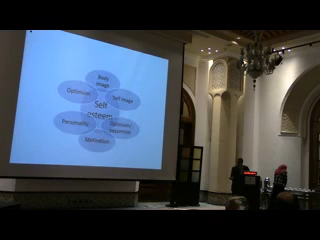 Body
image
Optimism
Self image
Self
esteem
Personality
Motivation